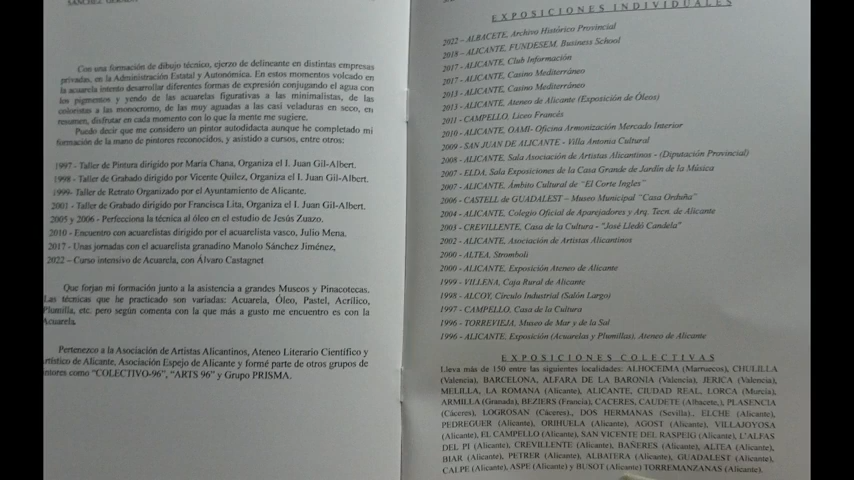 SÁNCHEZ
Con una formación de dibujo técnico, ejerzo de delineante en distintas empresas
privadas, en la Administración Estatal y Autonómica. En estos momentos volcado en
la acuarela intento desarrollar diferentes formas de expresión conjugando el agua con
los pigmentos y yendo de las acuarelas figurativas a las minimalistas, de las
coloristas a las monocromo, de las muy aguadas a las casi veladuras en seco, en
resumen, disfrutar en cada momento con lo que la mente me sugiere.
Puedo decir que me considero un pintor autodidacta aunque he completado mi
formación de la mano de pintores reconocidos, y asistido a cursos, entre otros:
1997 - Taller de Pintura dirigido por María Chana, Organiza el I. Juan Gil-Albert.
1998 - Taller de Grabado dirigido por Vicente Quilez, Organiza el I. Juan Gil-Albert.
1999- Taller de Retrato Organizado por el Ayuntamiento de Alicante.
2001 - Taller de Grabado dirigido por Francisca Lita, Organiza el I. Juan Gil-Albert.
2005 y 2006 - Perfecciona la técnica al óleo en el estudio de Jesús Zuazo.
2010 - Encuentro con acuarelistas dirigido por el acuarelista vasco, Julio Mena.
2017 - Unas jornadas con el acuarelista granadino Manolo Sánchez Jiménez,
2022 – Curso intensivo de Acuarela, con Álvaro Castagnet
Que forjan mi formación junto a la asistencia a grandes Museos y Pinacotecas.
Las técnicas que he practicado son variadas: Acuarela, Óleo, Pastel, Acrílico,
Plumilla, etc. pero según comenta con la que más a gusto me encuentro es con la
Acuarela.
Pertenezco a la Asociación de Artistas Alicantinos, Ateneo Literario Científico y
rtístico de Alicante, Asociación Espejo de Alicante y formé parte de otros grupos de
intores como "COLECTIVO-96", "ARTS 96" y Grupo PRISMA.
EXPOSICIONES INDIVIDUALES
2022 – ALBACETE, Archivo Histórico Provincial
2018 – ALICANTE, FUNDESEM, Business School
2017 - ALICANTE, Club Información
2017 - ALICANTE, Casino Mediterráneo
2013 - ALICANTE, Casino Mediterráneo
2013 - ALICANTE, Ateneo de Alicante (Exposición de Óleos)
2011 - CAMPELLO, Liceo Francés
2010 - ALICANTE, OAMI- Oficina Armonización Mercado Interior
2009 - SAN JUAN DE ALICANTE - Villa Antonia Cultural
2008 - ALICANTE, Sala Asociación de Artistas Alicantinos - (Diputación Provincial)
2007 - ELDA, Sala Exposiciones de la Casa Grande de Jardín de la Música
2007 - ALICANTE, Ámbito Cultural de "El Corte Ingles"
2006 - CASTELL de GUADALEST – Museo Municipal "Casa Orduña"
2004 - ALICANTE, Colegio Oficial de Aparejadores y Arq. Tecn. de Alicante
2003 - CREVILLENTE, Casa de la Cultura - "José Lledó Candela"
2002 - ALICANTE, Asociación de Artistas Alicantinos
2000 - ALTEA, Stromboli
2000 - ALICANTE, Exposición Ateneo de Alicante
1999 - VILLENA, Caja Rural de Alicante
1998 - ALCOY, Círculo Industrial (Salón Largo)
1997 - CAMPELLO, Casa de la Cultura
1996 - TORREVIEJA, Museo de Mar y de la Sal
1996 - ALICANTE, Exposición (Acuarelas y Plumillas), Ateneo de Alicante
EXPOSICIONES COLECTIVAS
Lleva más de 150 entre las siguientes localidades: ALHOCEIMA (Marruecos), CHULILLA
(Valencia), BARCELONA, ALFARA DE LA BARONIA (Valencia), JERICA (Valencia),
MELILLA, LA ROMANA (Alicante), ALICANTE, CIUDAD REAL, LORCA (Murcia),
ARMILLA (Granada), BEZIERS (Francia), CACERES, CAUDETE (Albacete,), PLASENCIA
(Cáceres), LOGROSAN (Cáceres)., DOS HERMANAS (Sevilla)., ELCHE (Alicante),
PEDREGUER (Alicante), ORIHUELA (Alicante), AGOST (Alicante), VILLAJOYOSA
(Alicante), EL CAMPELLO (Alicante), SAN VICENTE DEL RASPEIG (Alicante), L'ALFAS
DEL PI (Alicante), CREVILLENTE (Alicante), BAÑERES (Alicante), ALTEA (Alicante),
BIAR (Alicante), PETRER (Alicante), ALBATERA (Alicante), GUADALEST (Alicante),
CALPE (Alicante), ASPE (Alicante) y BUSOT (Alicante) TORREMANZANAS (Alicante).